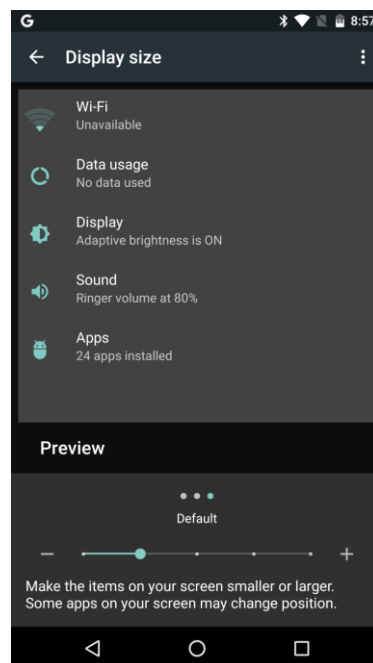 G 8:57
Display size
Wi-Fi
Unavailable
Data usage
No data used
Display
Adaptive brightness is ON
Sound
Ringer volume at 80%
Apps
24 apps installed
Preview
Default
Make the items on your screen smaller or larger.
Some apps on your screen may change position.